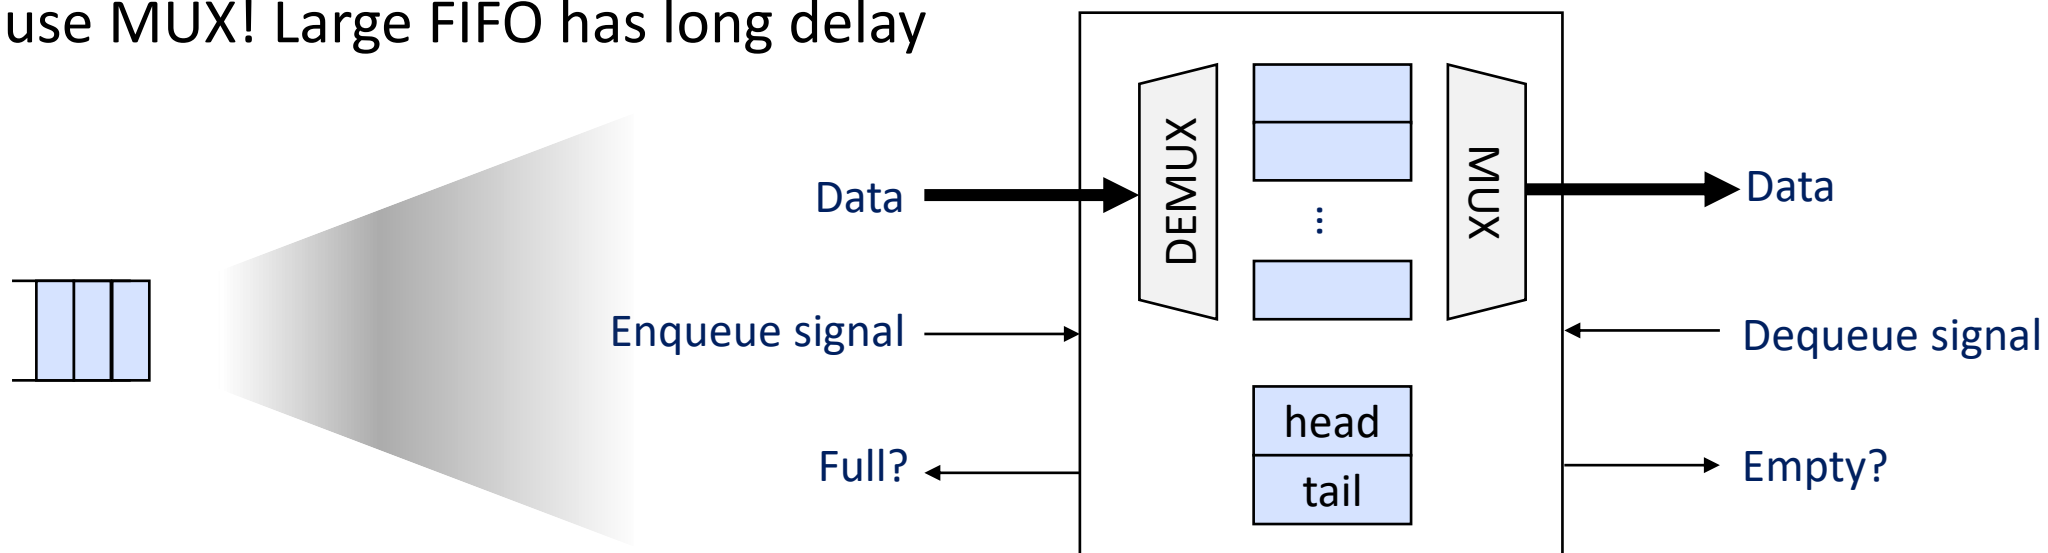 use MUX! Large FIFO has long delay
DEMUX
MUX
Data
Data
...
Enqueue signal
Dequeue signal
head
Full?
Empty?
tail